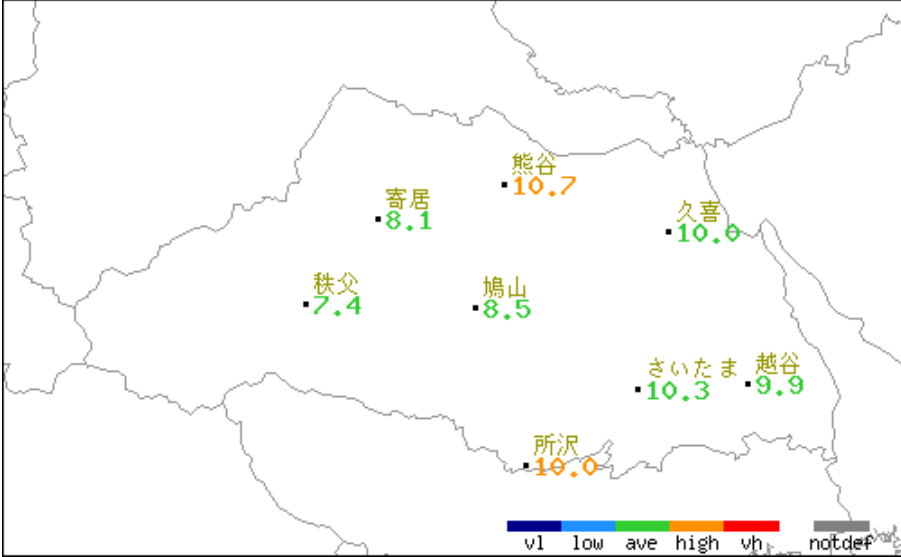 熊谷
10.7
寄居
8.1
久喜
10.0
秩父
7.4
鳩山
8.5
さいたま
10.3
越谷
9.9
所沢
10.0
vl low ave high vh notdef